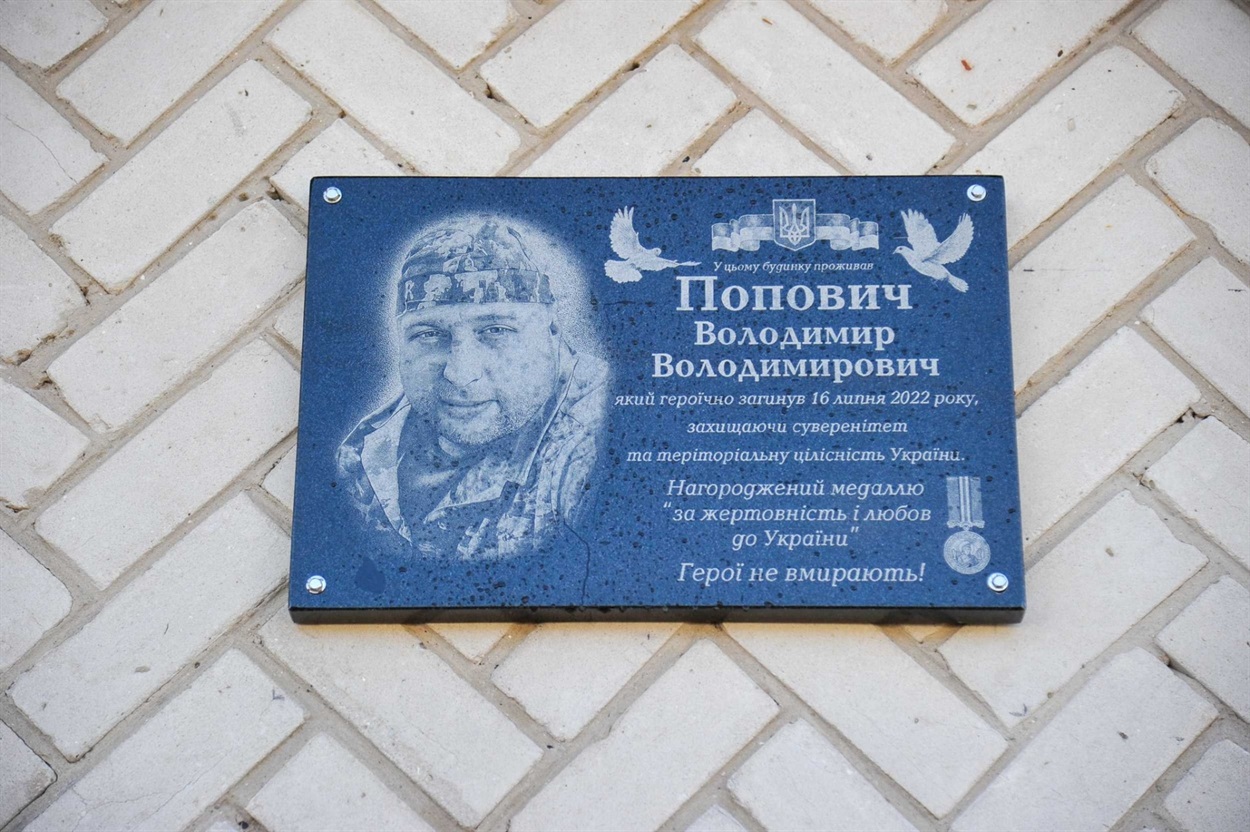 У цьому будинку проживав
Попович
Володимир
Володимирович
який героїчно загинув 16 липня 2022 року,
захищаючи суверенітет
та теріторіальну цілісність України.
Нагороджений медаллю
“за жертовність і любов
до України”
Герої не вмирають!